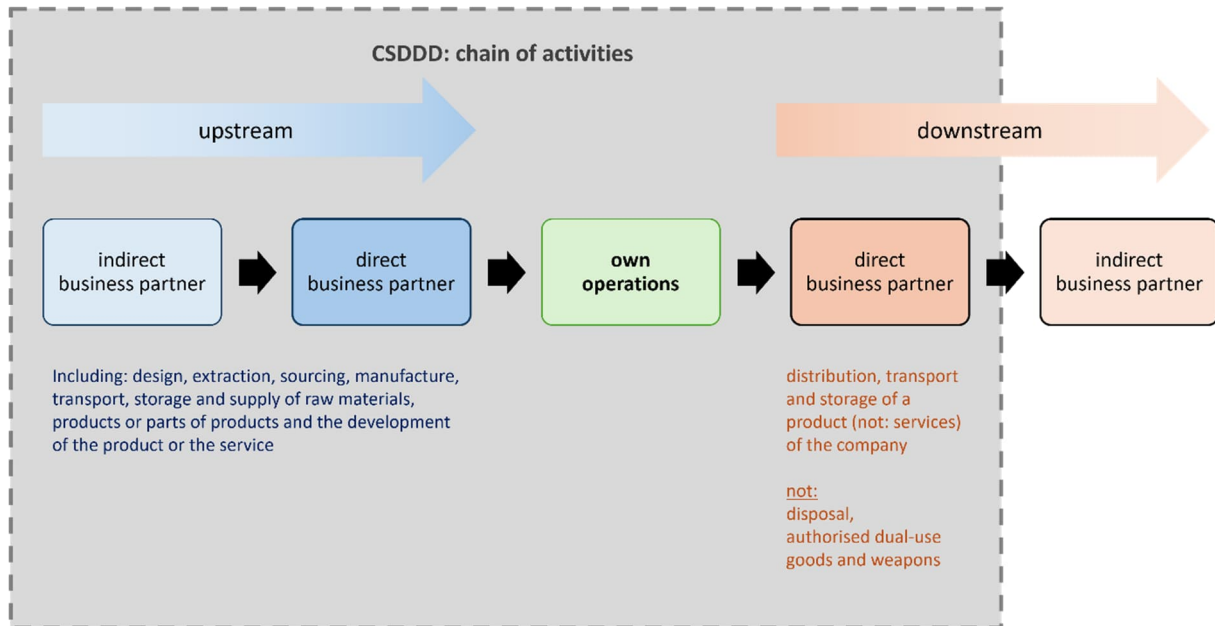 CSDDD: chain of activities
upstream
downstream
indirect
business partner
direct
business partner
own
operations
direct
business partner
indirect
business partner
Including: design, extraction, sourcing, manufacture,
transport, storage and supply of raw materials,
products or parts of products and the development
of the product or the service
distribution, transport
and storage of a
product (not: services)
of the company
not:
disposal,
authorised dual-use
goods and weapons